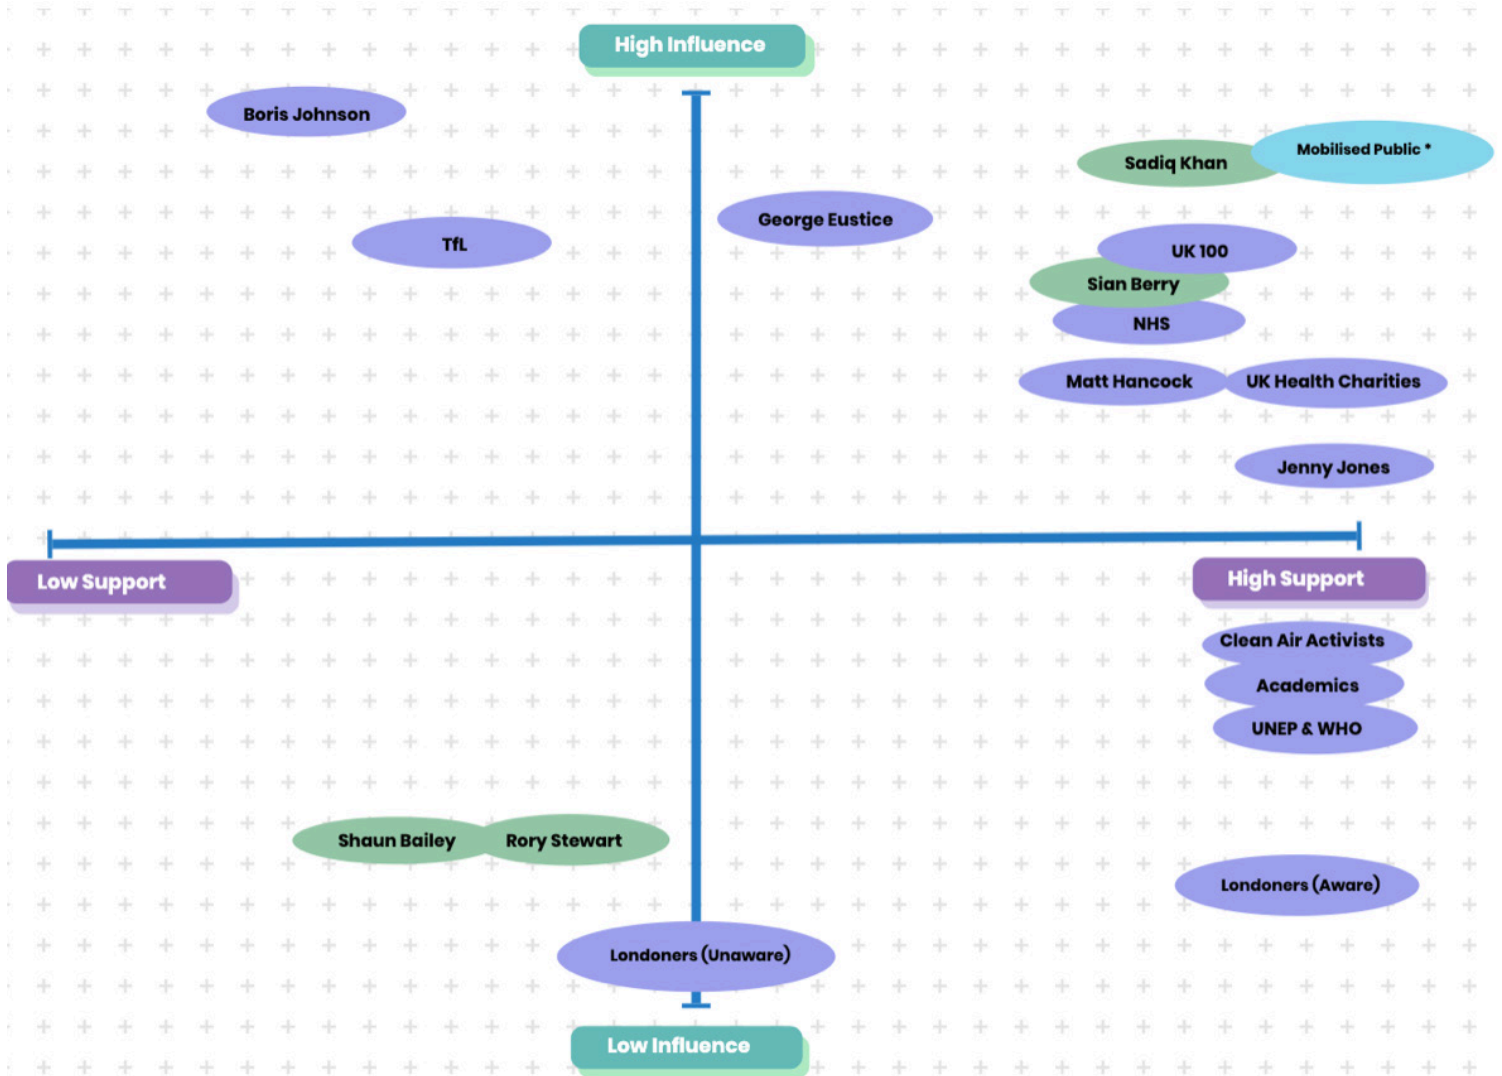 High Influence
Boris Johnson
Mobilised Public *
Sadiq Khan
George Eustice
TfL
UK 100
Sian Berry
NHS
Matt Hancock
UK Health Charities
Jenny Jones
Low Support
High Support
Clean Air Activists
Academics
UNEP & WHO
Shaun Bailey
Rory Stewart
Londoners (Aware)
Londoners (Unaware)
Low Influence